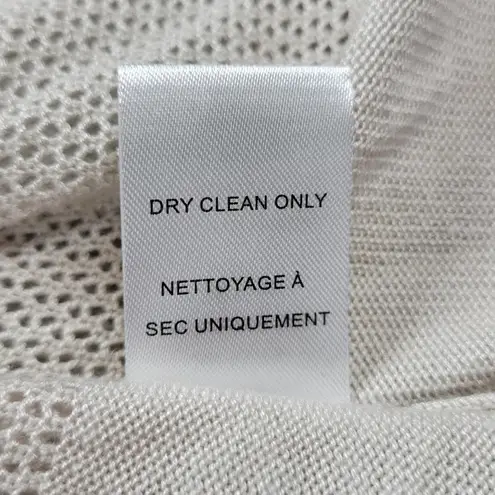 DRY CLEAN ONLY
NETTOYAGE À
SEC UNIQUEMENT